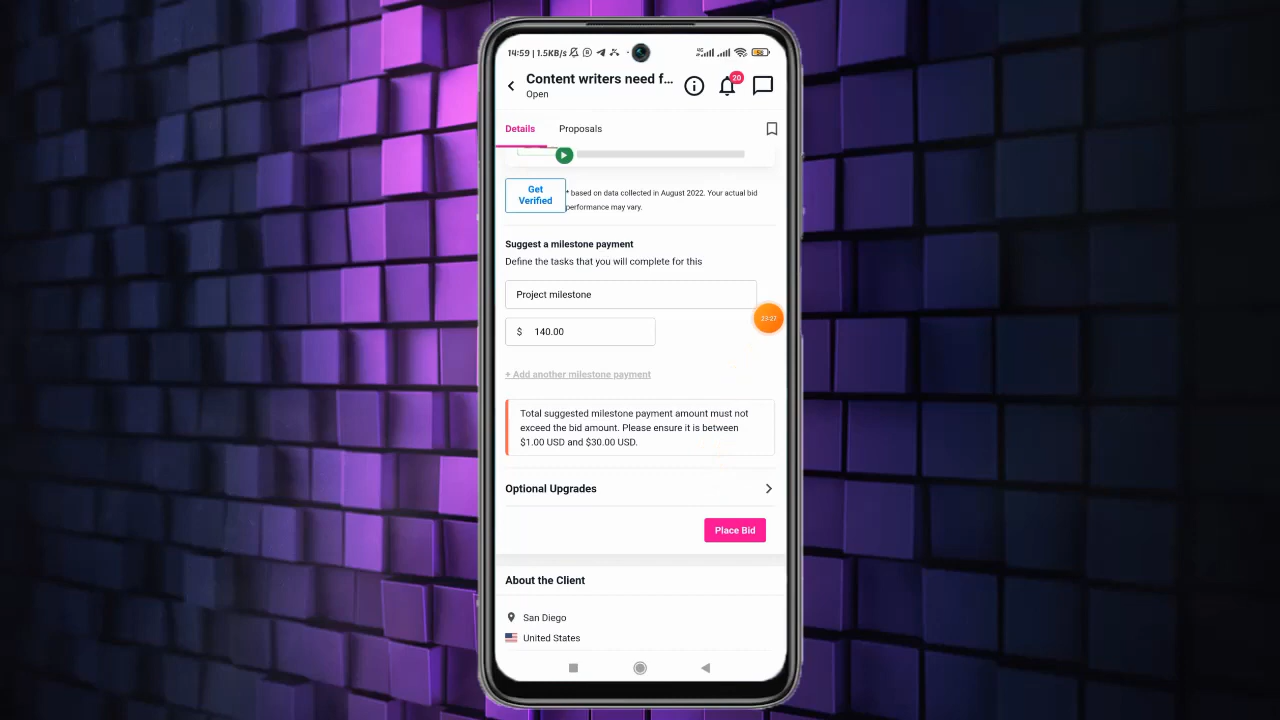 14:59 | 1.5KB/s
Content writers need f...
20
Open
Details
Proposals
Get
Verified
* based on data collected in August 2022. Your actual bid
performance may vary.
Suggest a milestone payment
Define the tasks that you will complete for this
Project milestone
23:27
$ 140.00
+ Add another milestone payment
Total suggested milestone payment amount must not
exceed the bid amount. Please ensure it is between
$1.00 USD and $30.00 USD.
Optional Upgrades
Place Bid
About the Client
San Diego
United States